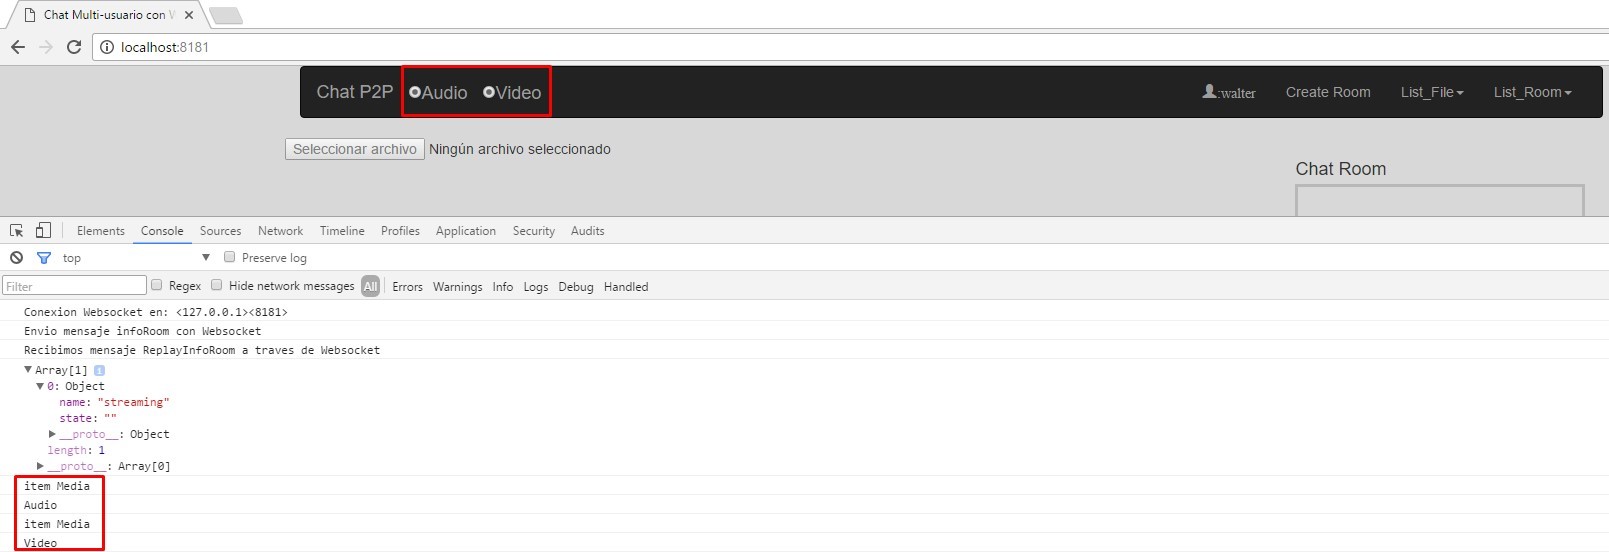 Chat Multi-usuario con W
localhost:8181
Chat P2P Audio Video :walter Create Room List_File List_Room
Seleccionar archivo Ningún archivo seleccionado
Chat Room
Elements Console Sources Network Timeline Profiles Application Security Audits
top Preserve log
Filter Regex Hide network messages All Errors Warnings Info Logs Debug Handled
Conexion Websocket en: <127.0.0.1><8181>
Envio mensaje infoRoom con Websocket
Recibimos mensaje ReplayInfoRoom a traves de Websocket
Array[1] i
0: Object
name: "streaming"
state: ""
__proto__: Object
length: 1
__proto__: Array[0]
item Media
Audio
item Media
Video